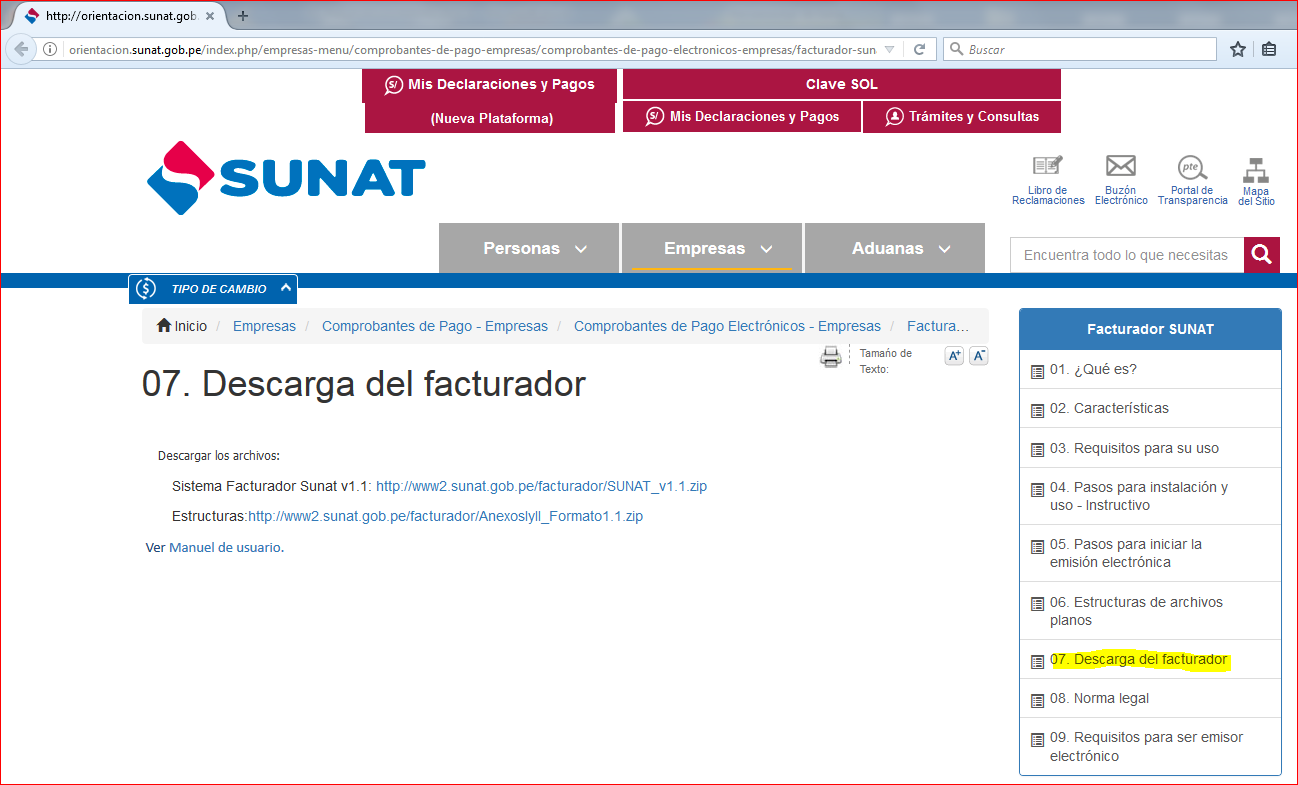 http://orientacion.sunat.gob.
orientacion.sunat.gob.pe/index.php/empresas-menu/comprobantes-de-pago-empresas/comprobantes-de-pago-electronicos-empresas/facturador-sun
Buscar
Mis Declaraciones y Pagos
(Nueva Plataforma)
Clave SOL
Mis Declaraciones y Pagos
Trámites y Consultas
SUNAT
Libro de
Reclamaciones
Buzón
Electrónico
pte
Portal de
Transparencia
Mapa
del Sitio
Personas
Empresas
Aduanas
Encuentra todo lo que necesitas
TIPO DE CAMBIO
Inicio / Empresas / Comprobantes de Pago - Empresas / Comprobantes de Pago Electrónicos - Empresas / Factura...
Tamaño de
Texto:
A+
A-
07. Descarga del facturador
Descargar los archivos:
Sistema Facturador Sunat v1.1: http://www2.sunat.gob.pe/facturador/SUNAT_v1.1.zip
Estructuras:http://www2.sunat.gob.pe/facturador/AnexosIyII_Formato1.1.zip
Ver Manuel de usuario.
Facturador SUNAT
01. ¿Qué es?
02. Características
03. Requisitos para su uso
04. Pasos para instalación y
uso - Instructivo
05. Pasos para iniciar la
emisión electrónica
06. Estructuras de archivos
planos
07. Descarga del facturador
08. Norma legal
09. Requisitos para ser emisor
electrónico